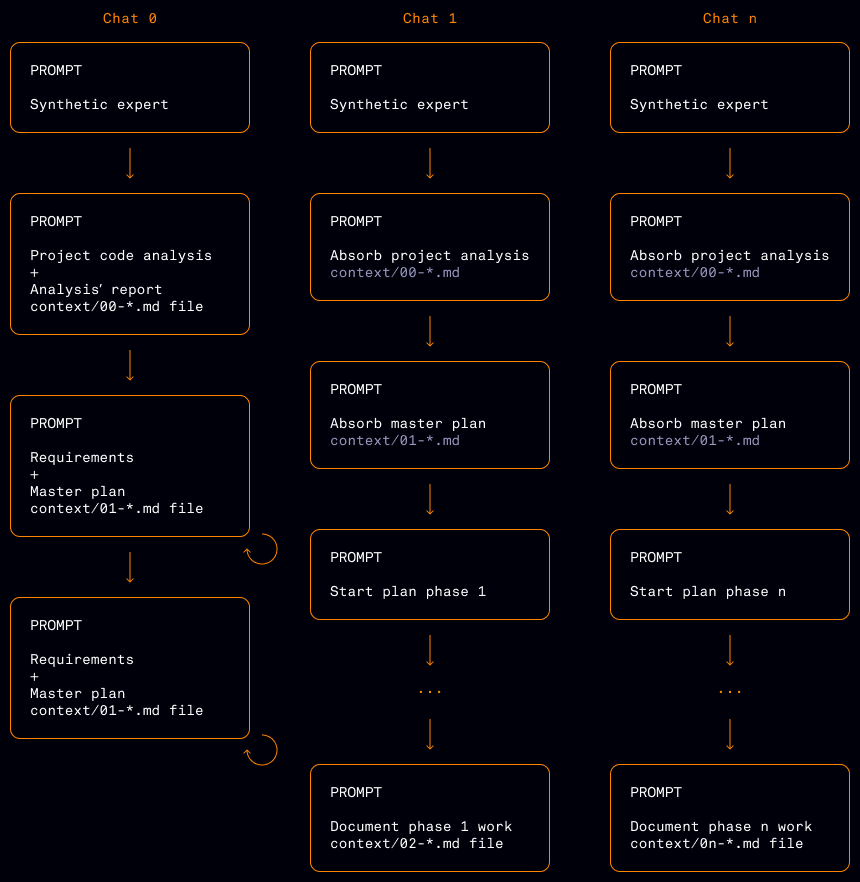 Chat 0
PROMPT
Synthetic expert
PROMPT
Project code analysis
+
Analysis’ report
context/00-*.md file
PROMPT
Requirements
+
Master plan
context/01-*.md file
PROMPT
Requirements
+
Master plan
context/01-*.md file
Chat 1
PROMPT
Synthetic expert
PROMPT
Absorb project analysis
context/00-*.md
PROMPT
Absorb master plan
context/01-*.md
PROMPT
Start plan phase 1
...
PROMPT
Document phase 1 work
context/02-*.md file
Chat n
PROMPT
Synthetic expert
PROMPT
Absorb project analysis
context/00-*.md
PROMPT
Absorb master plan
context/01-*.md
PROMPT
Start plan phase n
...
PROMPT
Document phase n work
context/0n-*.md file